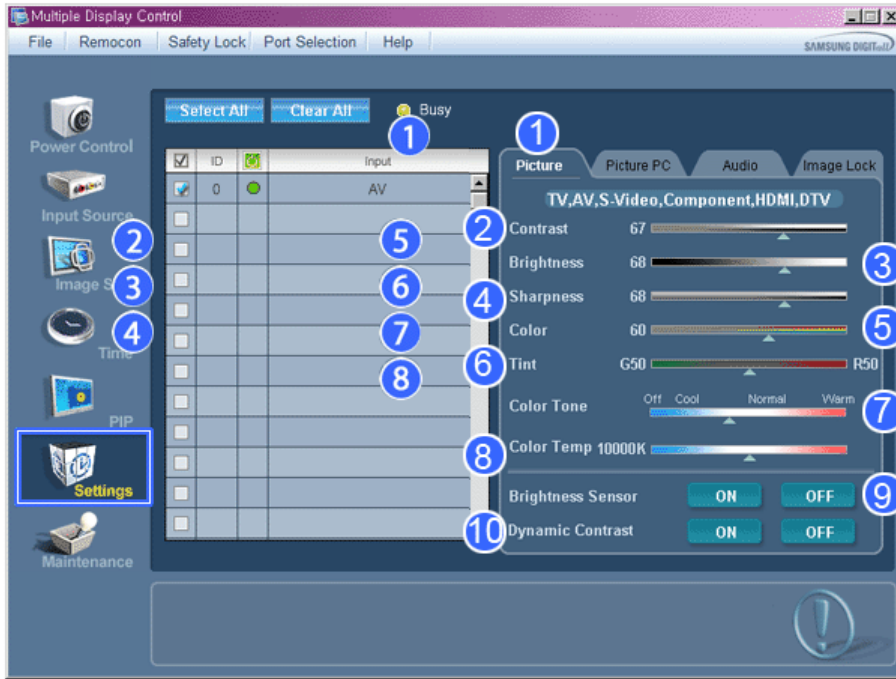 Multiple Display Control
File Remocon Safety Lock Port Selection Help
SAMSUNG DIGITall
Select All Clear All Busy
1 1
Power Control
ID Input
Picture Picture PC Audio Image Lock
0 AV
TV,AV,S-Video,Component,HDMI,DTV
Input Source
2 5 2 Contrast 67
Brightness 68 3
Image S
3 6 4 Sharpness 68
4 7 Color 60 5
Time
8 6 Tint G50 R50
Off Cool Normal Warm
Color Tone 7
PIP
8 Color Temp 10000K
Settings
Brightness Sensor ON OFF 9
10 Dynamic Contrast ON OFF
Maintenance